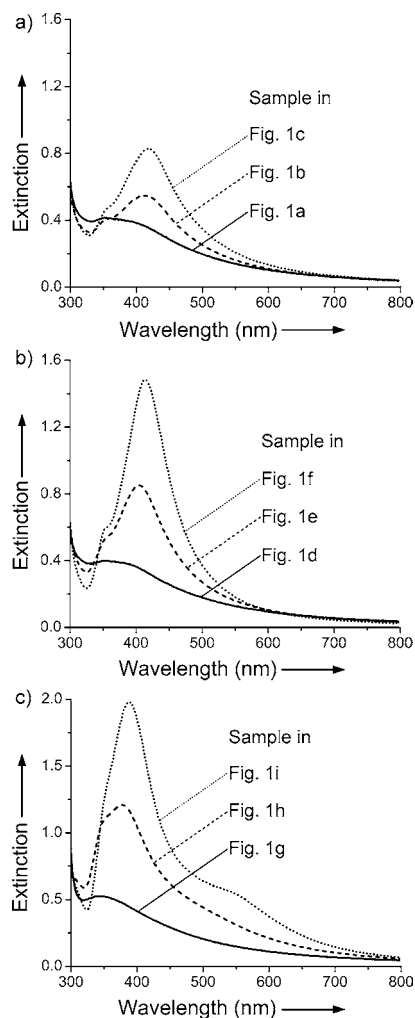 a)
1.6
1.2
0.8
0.4
0.0
Extinction
Sample in
Fig. 1c
Fig. 1b
Fig. 1a
300 400 500 600 700 800
Wavelength (nm)
b)
1.6
1.2
0.8
0.4
0.0
Extinction
Sample in
Fig. 1f
Fig. 1e
Fig. 1d
300 400 500 600 700 800
Wavelength (nm)
c)
2.0
1.5
1.0
0.5
0.0
Extinction
Sample in
Fig. 1i
Fig. 1h
Fig. 1g
300 400 500 600 700 800
Wavelength (nm)